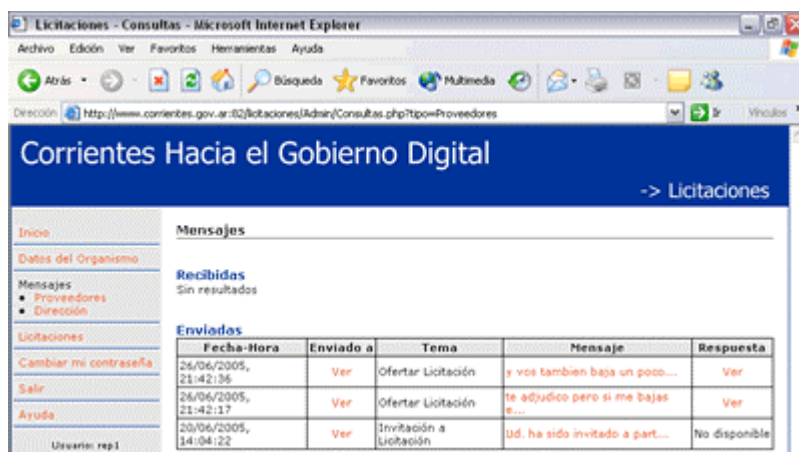 Licitaciones - Consultas - Microsoft Internet Explorer
Archivo Edición Ver Favoritos Herramientas Ayuda
Atrás Búsqueda Favoritos Multimedia
Dirección http://www.corrientes.gov.ar:82/licitaciones/Admin/Consultas.php?tipo=Proveedores Ir Vínculos
Corrientes Hacia el Gobierno Digital
-> Licitaciones
Inicio
Datos del Organismo
Mensajes
Proveedores
Dirección
Licitaciones
Cambiar mi contraseña
Salir
Ayuda
Usuario: rep1
Mensajes
Recibidas
Sin resultados
Enviadas
Fecha-Hora Enviado a Tema Mensaje Respuesta
26/06/2005, 21:42:36 Ver Ofertar Licitación y vos tambien baja un poco.... Ver
26/06/2005, 21:42:17 Ver Ofertar Licitación te adjudico pero si me bajas e... Ver
20/06/2005, 14:04:22 Ver Invitación a Licitación Ud. ha sido invitado a part... No disponible